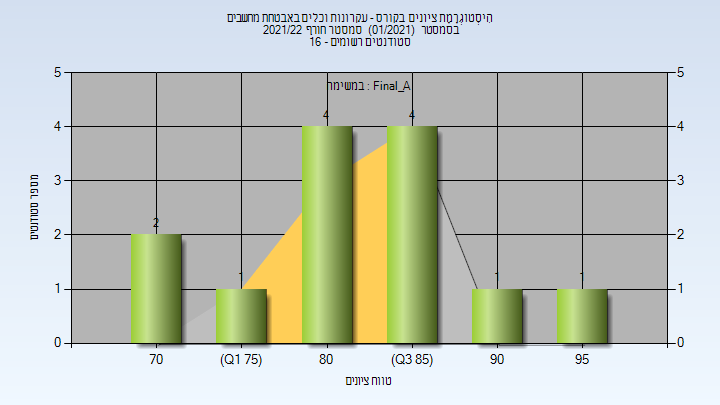 הִיסְטוֹגְרָמַת ציונים בקורס - עקרונות וכלים באבטחת מחשבים
בסמסטר (01/2021) סמסטר חורף 2021/22
סטודנטים רשומים - 16
במשימה : Final_A
מספר סטודנטים
5 5
4 4
3 3
2 2
1 1
0 0
2 1 4 4 1 1
70 (Q1 75) 80 (Q3 85) 90 95
טווח ציונים